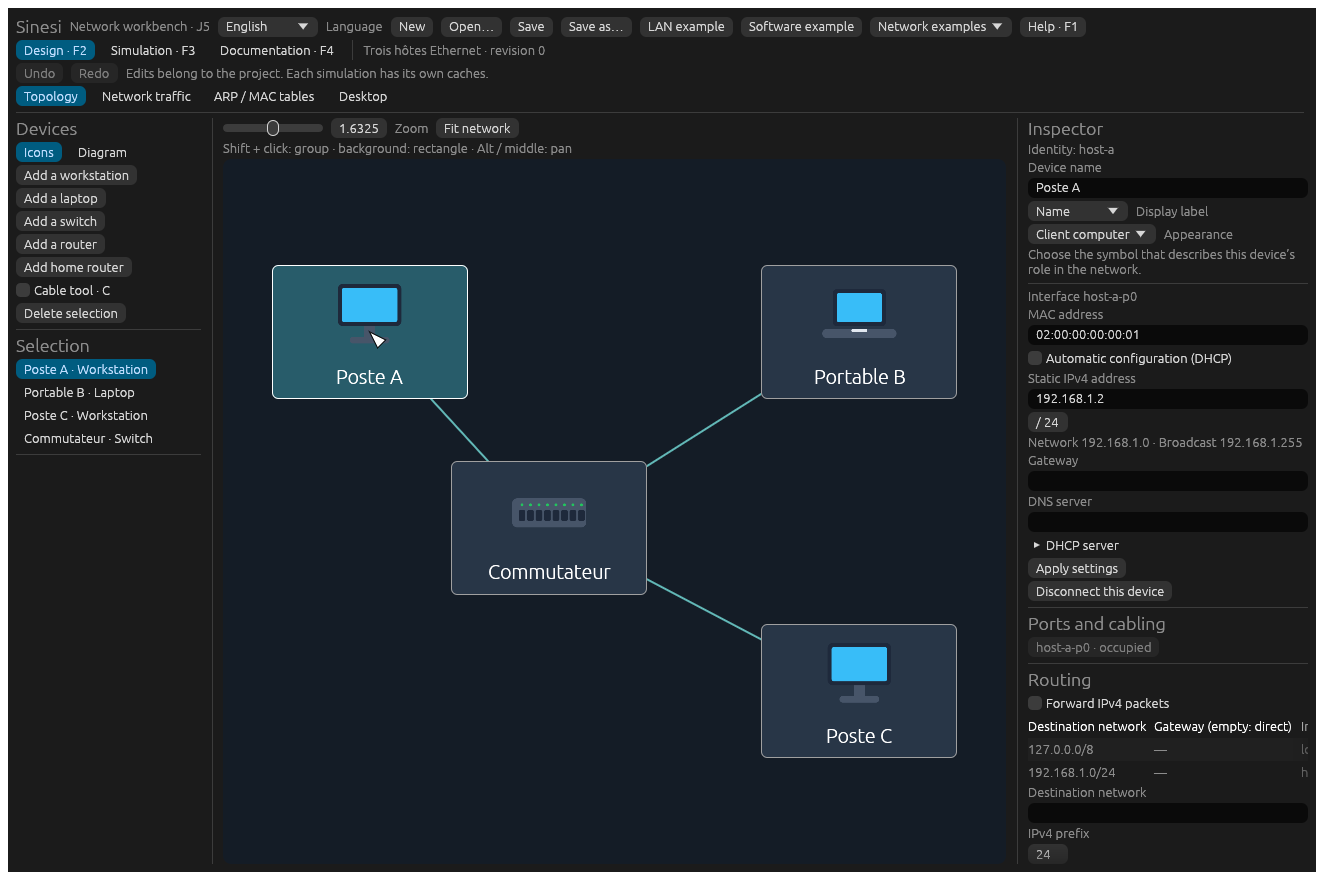 Sinesi Network workbench · J5 English Language New Open… Save Save as… LAN example Software example Network examples Help · F1
Design · F2 Simulation · F3 Documentation · F4 Trois hôtes Ethernet · revision 0
Undo Redo Edits belong to the project. Each simulation has its own caches.
Topology Network traffic ARP / MAC tables Desktop
Devices
Icons Diagram
Add a workstation
Add a laptop
Add a switch
Add a router
Add home router
Cable tool · C
Delete selection
Selection
Poste A · Workstation
Portable B · Laptop
Poste C · Workstation
Commutateur · Switch
1.6325 Zoom Fit network
Shift + click: group · background: rectangle · Alt / middle: pan
Poste A
Portable B
Commutateur
Poste C
Inspector
Identity: host-a
Device name
Poste A
Name Display label
Client computer Appearance
Choose the symbol that describes this device's
role in the network.
Interface host-a-p0
MAC address
02:00:00:00:00:01
Automatic configuration (DHCP)
Static IPv4 address
192.168.1.2
/ 24
Network 192.168.1.0 · Broadcast 192.168.1.255
Gateway
DNS server
DHCP server
Apply settings
Disconnect this device
Ports and cabling
host-a-p0 · occupied
Routing
Forward IPv4 packets
Destination network Gateway (empty: direct)
127.0.0.0/8 —
192.168.1.0/24 —
Destination network
IPv4 prefix
24